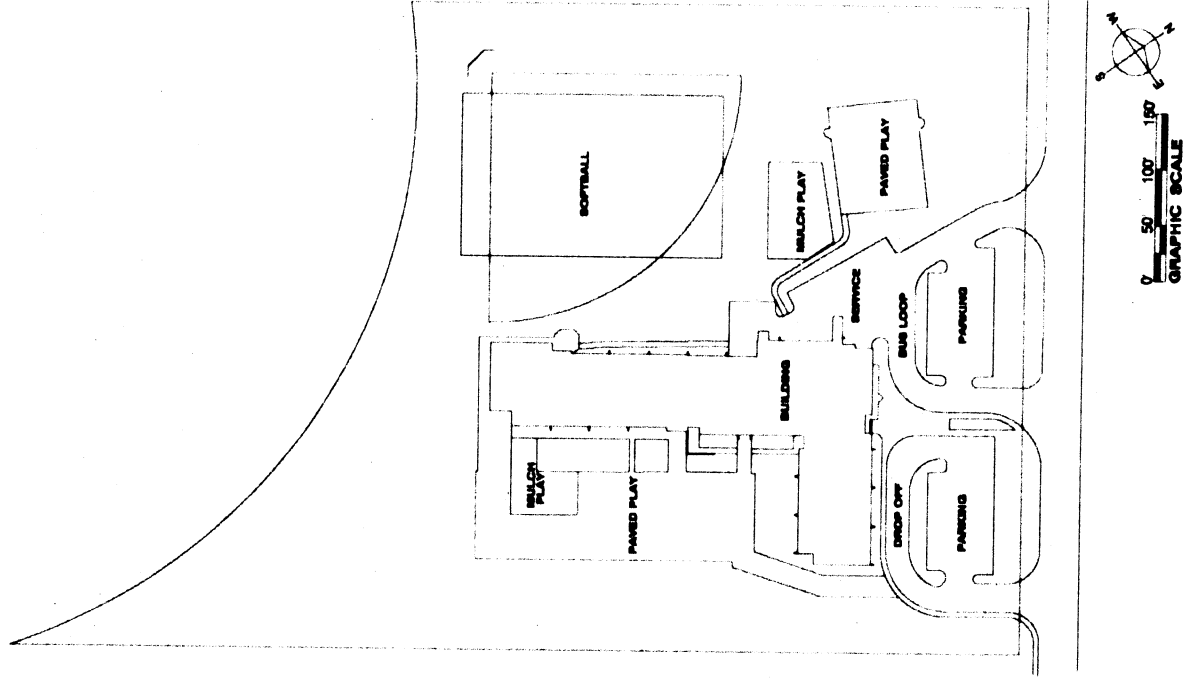 SOFTBALL
MULCH PLAY
PAVED PLAY
SERVICE
BUS LOOP
PARKING
BUILDING
MULCH
PLAY
PAVED PLAY
DROP OFF
PARKING
W
N
S
E
0' 50' 100' 150'
GRAPHIC SCALE